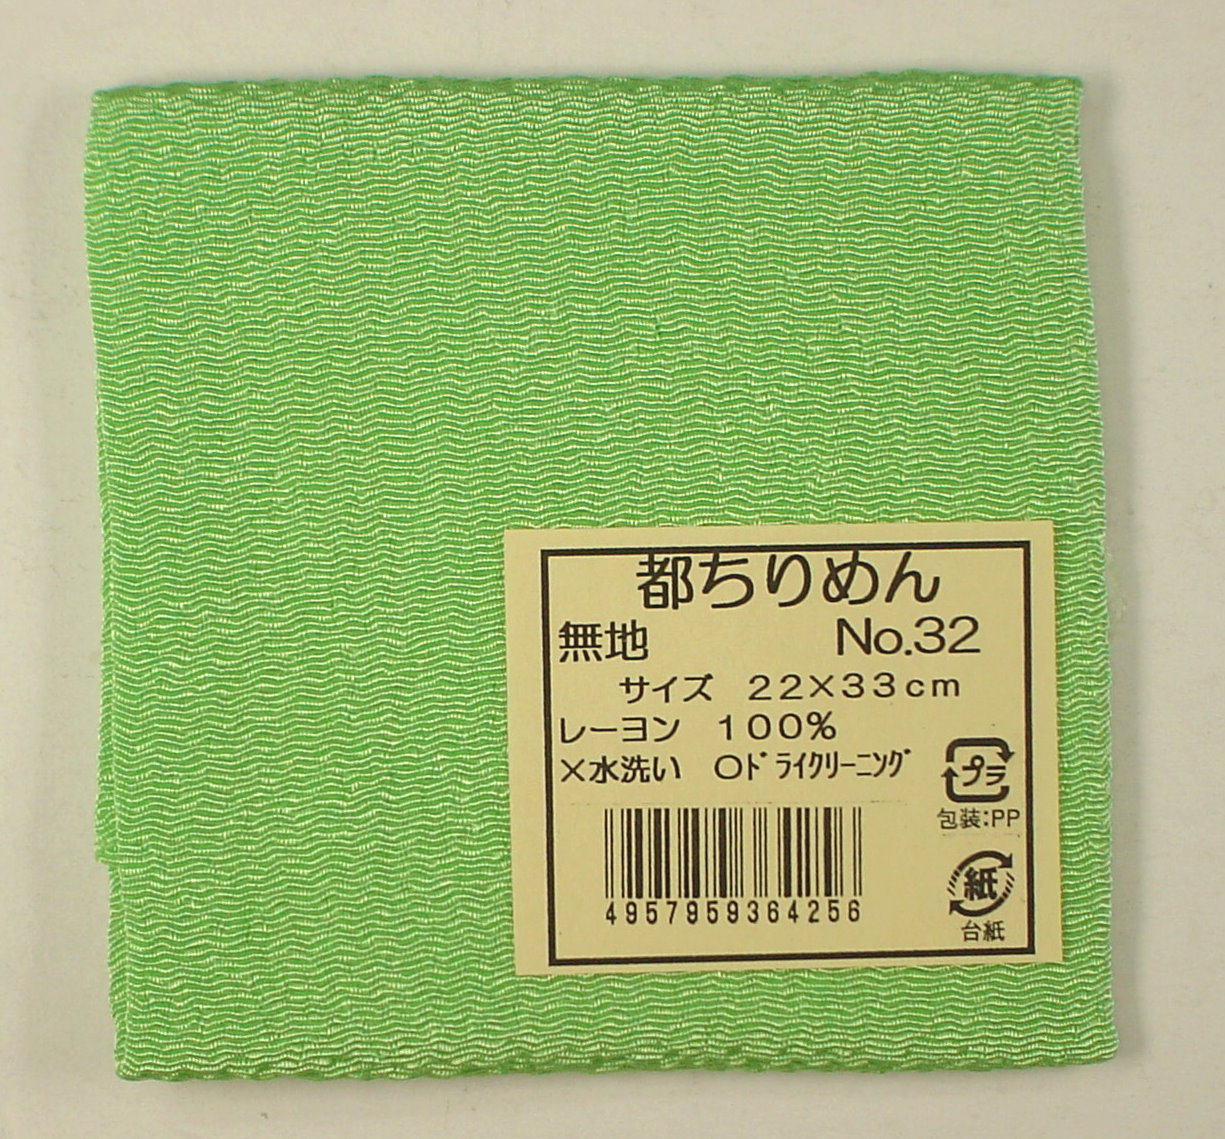 都ちりめん
無地 No.32
サイズ 22×33cm
レーヨン 100%
×水洗い ○ﾄﾞﾗｲｸﾘｰﾆﾝｸﾞ
プラ
包装:PP
4957959364256
紙
台紙